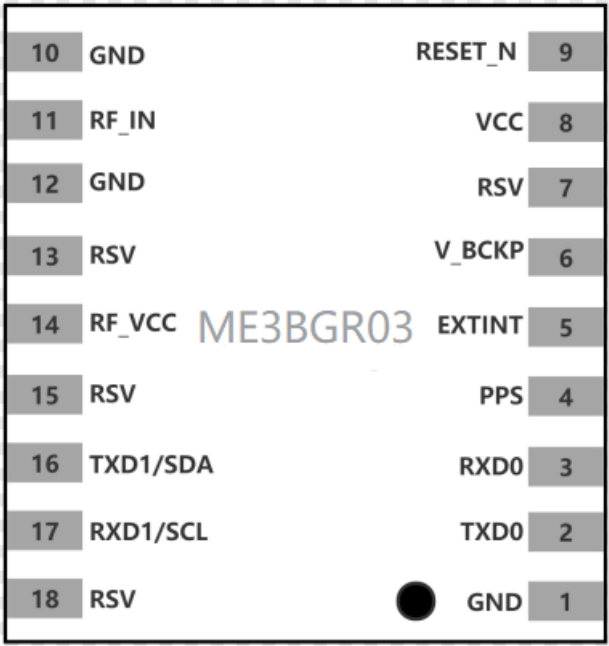 10 GND RESET_N 9
11 RF_IN VCC 8
12 GND RSV 7
13 RSV V_BCKP 6
14 RF_VCC ME3BGR03 EXTINT 5
15 RSV PPS 4
16 TXD1/SDA RXD0 3
17 RXD1/SCL TXD0 2
18 RSV GND 1